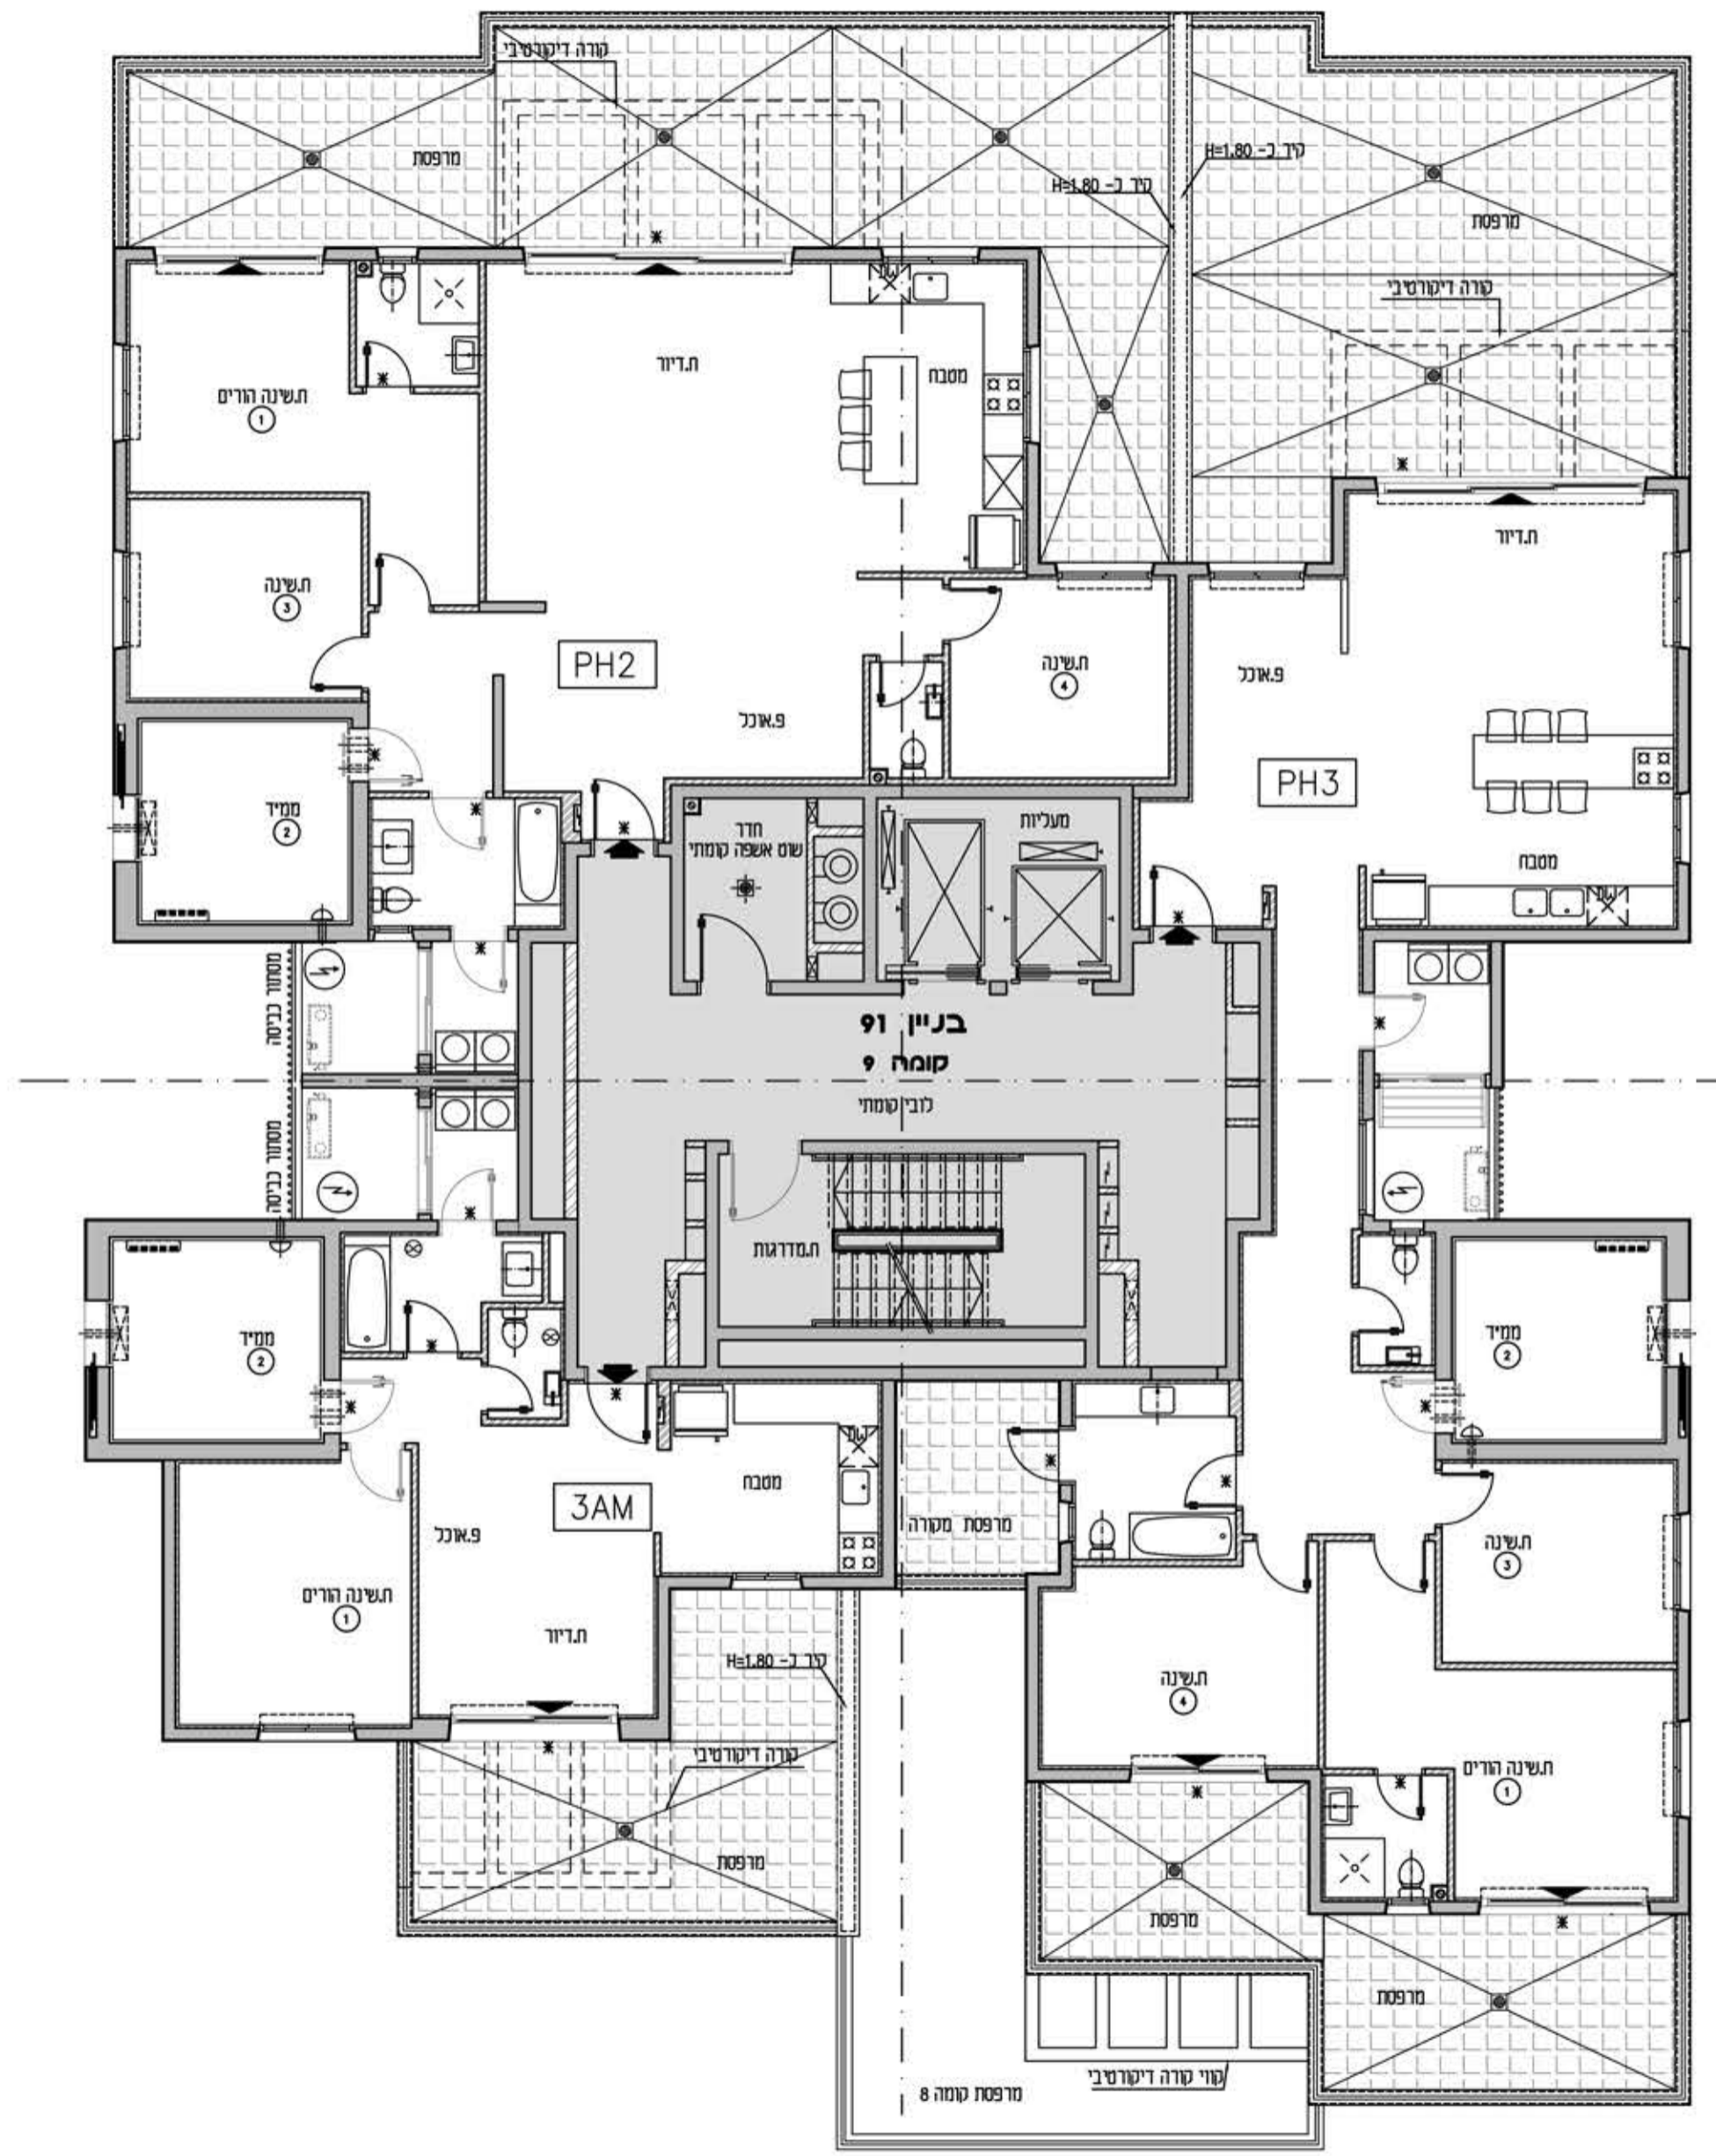 קורה דיקורטיבי
מרפסת
קיר כ- H=1.80
קיר כ- H=1.80
מרפסת
קורה דיקורטיבי
DW
ח.דיור
מטבח
ח.שינה הורים
1
ח.דיור
ח.שינה
3
PH2
ח.שינה
4
פ.אוכל
פ.אוכל
PH3
ממ״ד
2
חדר
שוט אשפה קומתי
מעליות
מטבח
DW
מסתור כביסה
בניין 91
קומה 9
לובי קומתי
מסתור כביסה
ח.מדרגות
ממ״ד
2
ממ״ד
2
DW
מטבח
3AM
פ.אוכל
מרפסת מקורה
ח.שינה
3
ח.שינה הורים
1
ח.דיור
קיר כ- H=1.80
ח.שינה
4
קורה דיקורטיבי
ח.שינה הורים
1
מרפסת
מרפסת
מרפסת
קווי קורה דיקורטיבי
מרפסת קומה 8